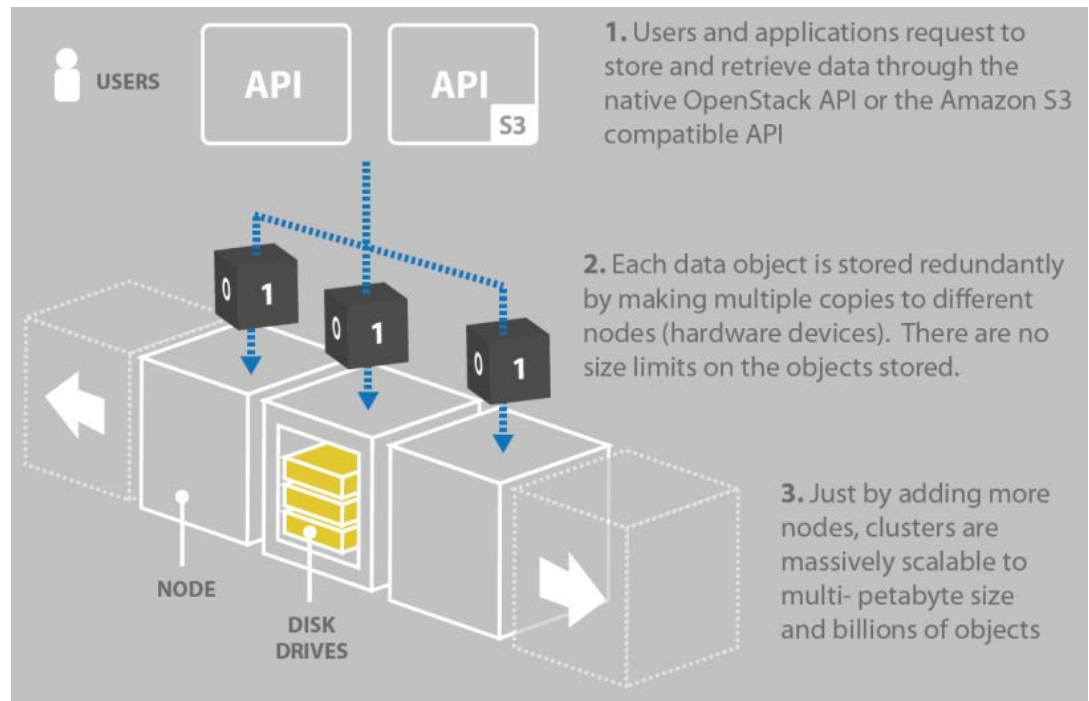 USERS
API
API
S3
1. Users and applications request to
store and retrieve data through the
native OpenStack API or the Amazon S3
compatible API
0 1
0 1
0 1
2. Each data object is stored redundantly
by making multiple copies to different
nodes (hardware devices).  There are no
size limits on the objects stored.
3. Just by adding more
nodes, clusters are
massively scalable to
multi- petabyte size
and billions of objects
NODE
DISK
DRIVES